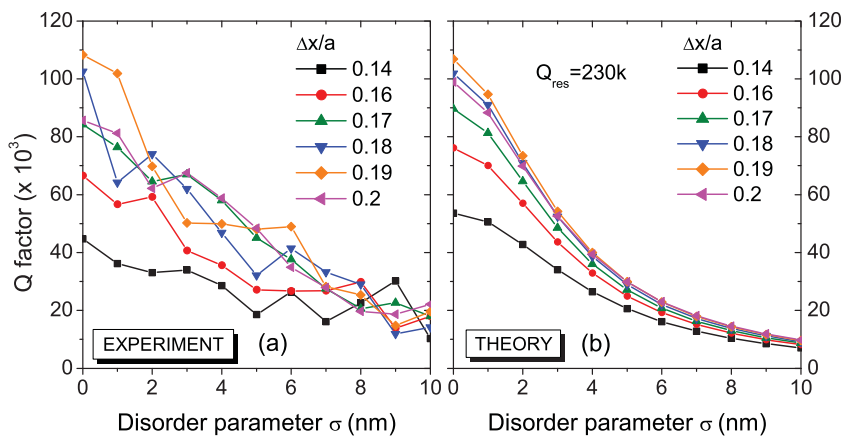 120
100
80
60
40
20
0
Q factor (x 10³)
Δx/a
0.14
0.16
0.17
0.18
0.19
0.2
EXPERIMENT
(a)
0 2 4 6 8 10
Disorder parameter σ (nm)
Q_res=230k
Δx/a
0.14
0.16
0.17
0.18
0.19
0.2
THEORY
(b)
0 2 4 6 8 10
Disorder parameter σ (nm)
120
100
80
60
40
20
0